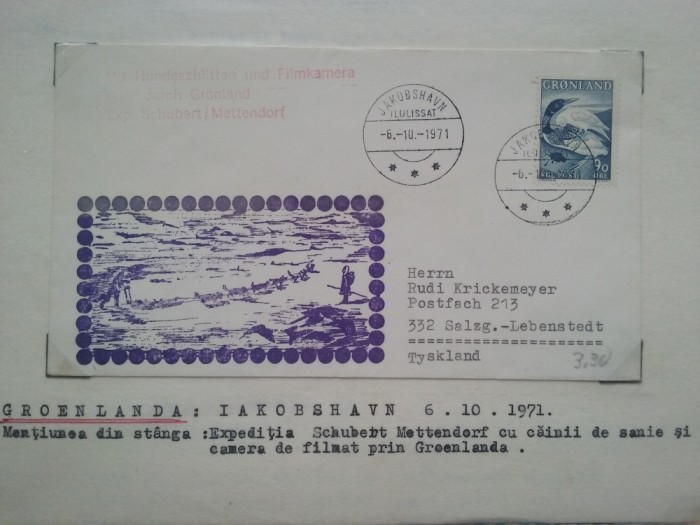 Mit Hundeschlitten und Filmkamera
durch Grönland
Exp. Schubert/Mettendorf
JAKOBSHAVN
ILULISSAT
-6.-10.-1971
GRØNLAND
90
ØRE
Herrn
Rudi Krickemeyer
Postfach 213
332 Salzg.-Lebenstedt
Tyskland
3,30
GROENLANDA: IAKOBSHAVN 6.10.1971.
Mențiunea din stânga :Expediția Schubert Mettendorf cu căinii de sanie și
camera de filmat prin Groenlanda .